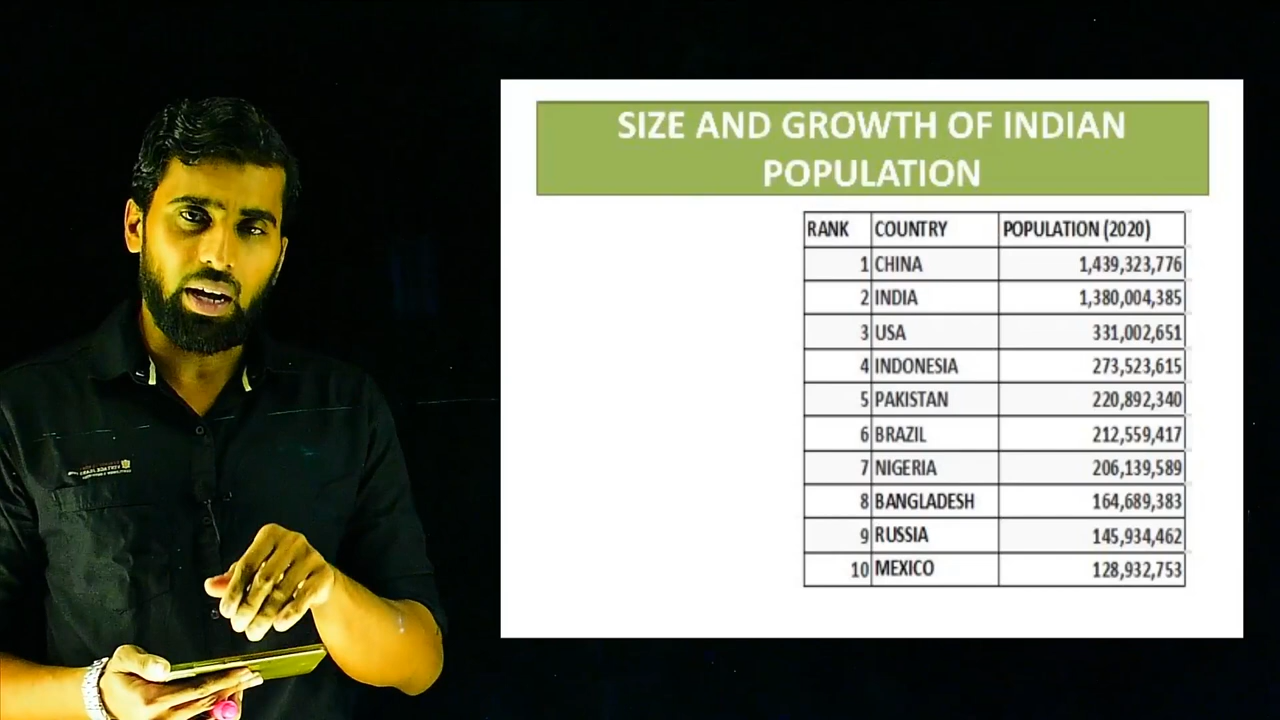 SIZE AND GROWTH OF INDIAN
POPULATION
RANK COUNTRY POPULATION (2020)
1 CHINA 1,439,323,776
2 INDIA 1,380,004,385
3 USA 331,002,651
4 INDONESIA 273,523,615
5 PAKISTAN 220,892,340
6 BRAZIL 212,559,417
7 NIGERIA 206,139,589
8 BANGLADESH 164,689,383
9 RUSSIA 145,934,462
10 MEXICO 128,932,753